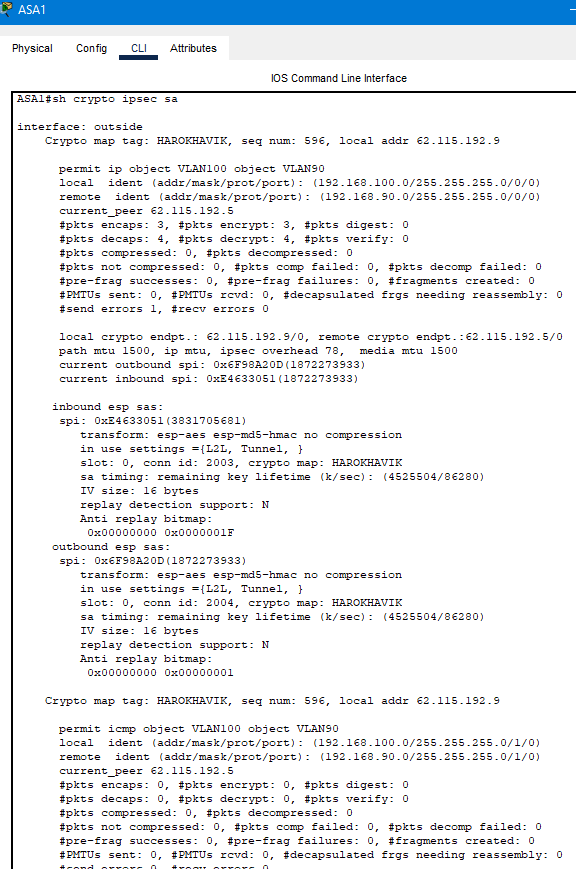 ASA1
Physical Config CLI Attributes
IOS Command Line Interface
ASA1#sh crypto ipsec sa
interface: outside
Crypto map tag: HAROKHAVIK, seq num: 596, local addr 62.115.192.9
permit ip object VLAN100 object VLAN90
local ident (addr/mask/prot/port): (192.168.100.0/255.255.255.0/0/0)
remote ident (addr/mask/prot/port): (192.168.90.0/255.255.255.0/0/0)
current_peer 62.115.192.5
#pkts encaps: 3, #pkts encrypt: 3, #pkts digest: 0
#pkts decaps: 4, #pkts decrypt: 4, #pkts verify: 0
#pkts compressed: 0, #pkts decompressed: 0
#pkts not compressed: 0, #pkts comp failed: 0, #pkts decomp failed: 0
#pre-frag successes: 0, #pre-frag failures: 0, #fragments created: 0
#PMTUs sent: 0, #PMTUs rcvd: 0, #decapsulated frgs needing reassembly: 0
#send errors 1, #recv errors 0
local crypto endpt.: 62.115.192.9/0, remote crypto endpt.:62.115.192.5/0
path mtu 1500, ip mtu, ipsec overhead 78, media mtu 1500
current outbound spi: 0x6F98A20D(1872273933)
current inbound spi: 0xE4633051(1872273933)
inbound esp sas:
spi: 0xE4633051(3831705681)
transform: esp-aes esp-md5-hmac no compression
in use settings ={L2L, Tunnel, }
slot: 0, conn id: 2003, crypto map: HAROKHAVIK
sa timing: remaining key lifetime (k/sec): (4525504/86280)
IV size: 16 bytes
replay detection support: N
Anti replay bitmap:
0x00000000 0x0000001F
outbound esp sas:
spi: 0x6F98A20D(1872273933)
transform: esp-aes esp-md5-hmac no compression
in use settings ={L2L, Tunnel, }
slot: 0, conn id: 2004, crypto map: HAROKHAVIK
sa timing: remaining key lifetime (k/sec): (4525504/86280)
IV size: 16 bytes
replay detection support: N
Anti replay bitmap:
0x00000000 0x00000001
Crypto map tag: HAROKHAVIK, seq num: 596, local addr 62.115.192.9
permit icmp object VLAN100 object VLAN90
local ident (addr/mask/prot/port): (192.168.100.0/255.255.255.0/1/0)
remote ident (addr/mask/prot/port): (192.168.90.0/255.255.255.0/1/0)
current_peer 62.115.192.5
#pkts encaps: 0, #pkts encrypt: 0, #pkts digest: 0
#pkts decaps: 0, #pkts decrypt: 0, #pkts verify: 0
#pkts compressed: 0, #pkts decompressed: 0
#pkts not compressed: 0, #pkts comp failed: 0, #pkts decomp failed: 0
#pre-frag successes: 0, #pre-frag failures: 0, #fragments created: 0
#PMTUs sent: 0, #PMTUs rcvd: 0, #decapsulated frgs needing reassembly: 0
#send errors 0, #recv errors 0